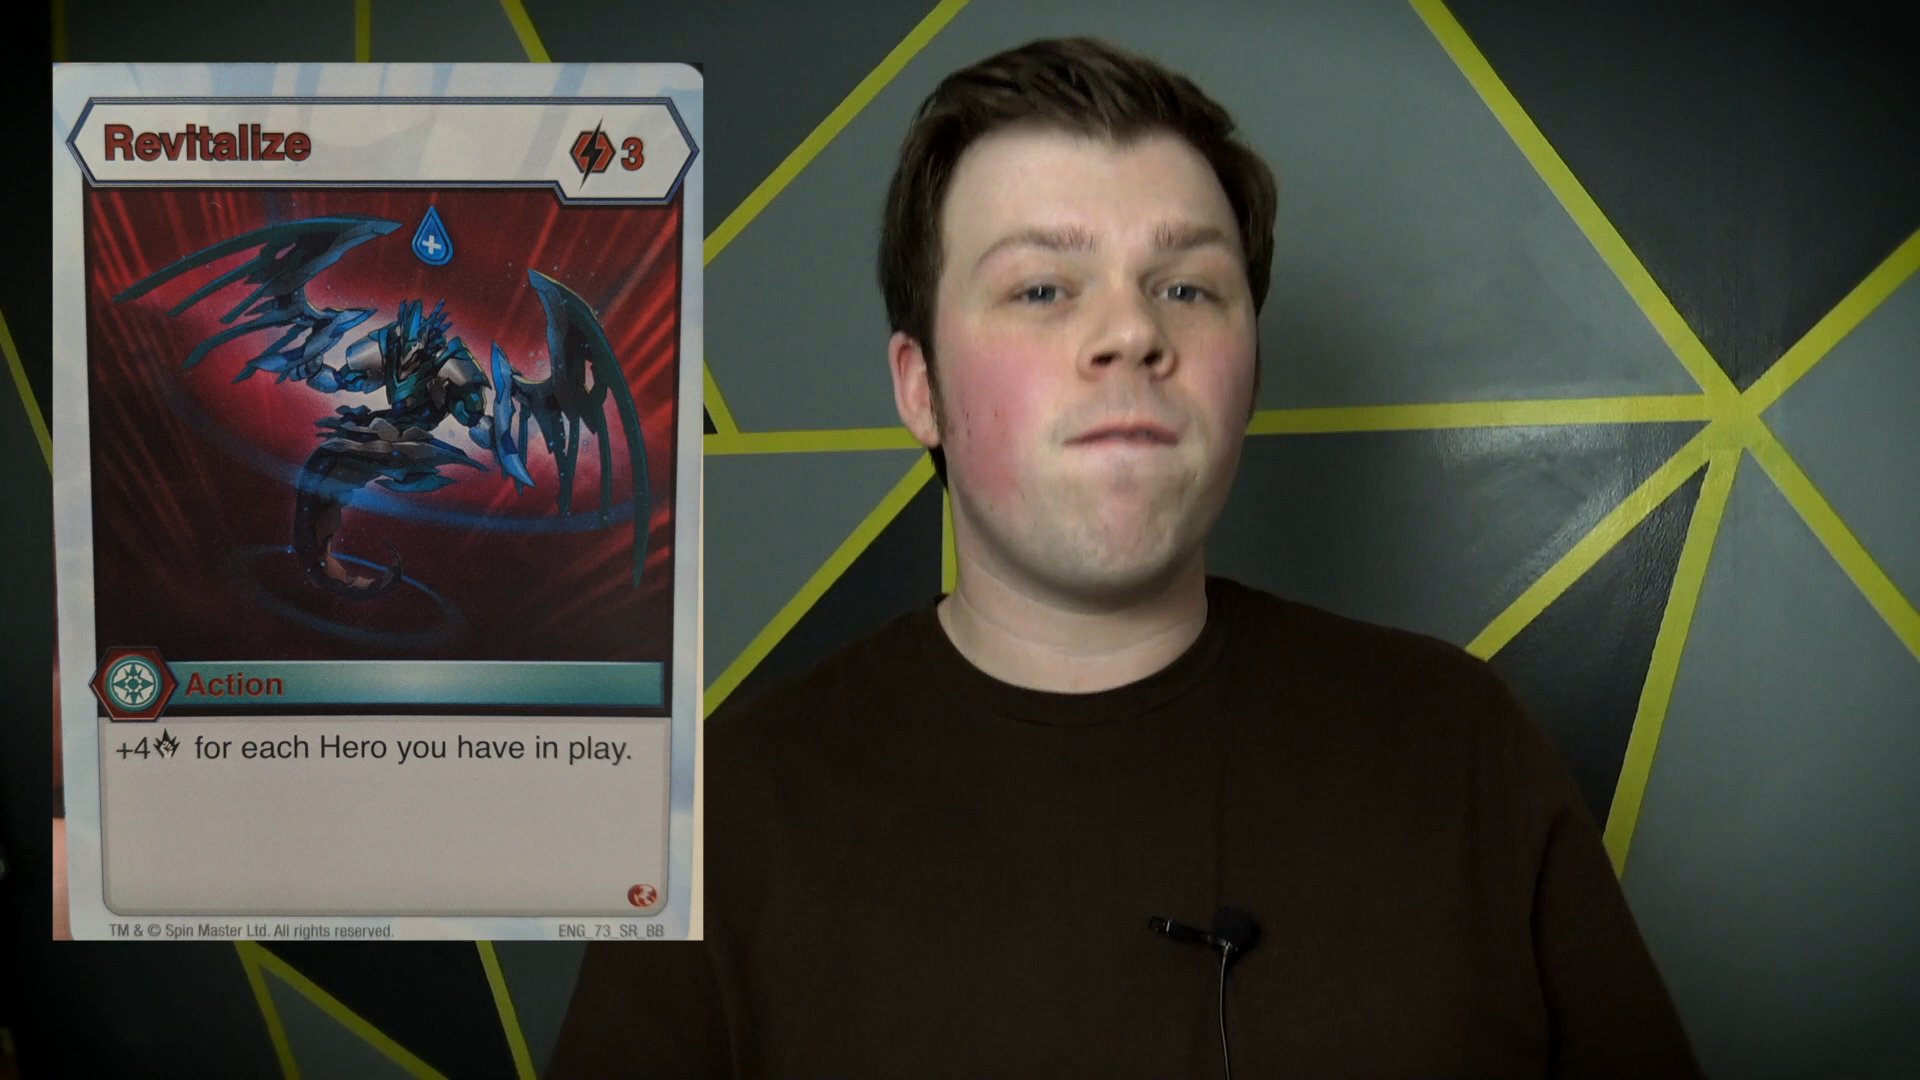 Revitalize
3
Action
+4 for each Hero you have in play.
TM & © Spin Master Ltd. All rights reserved.
ENG_73_SR_BB